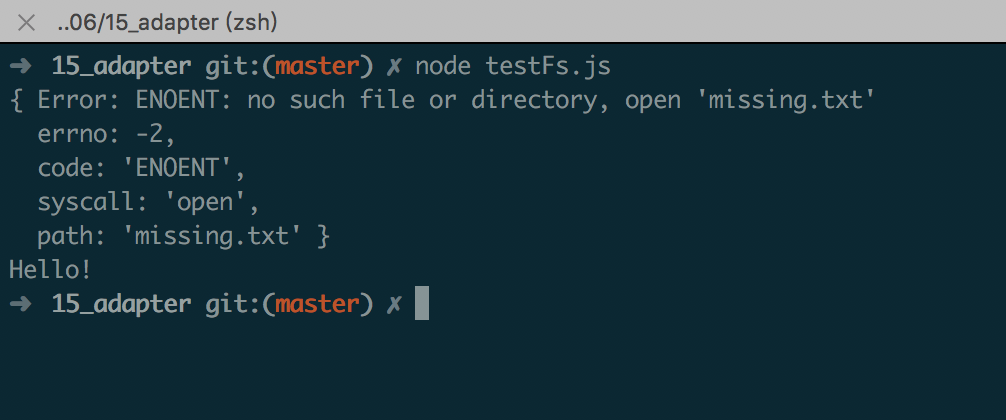 × ..06/15_adapter (zsh)
➜ 15_adapter git:(master) ✗ node testFs.js
{ Error: ENOENT: no such file or directory, open 'missing.txt'
  errno: -2,
  code: 'ENOENT',
  syscall: 'open',
  path: 'missing.txt' }
Hello!
➜ 15_adapter git:(master) ✗